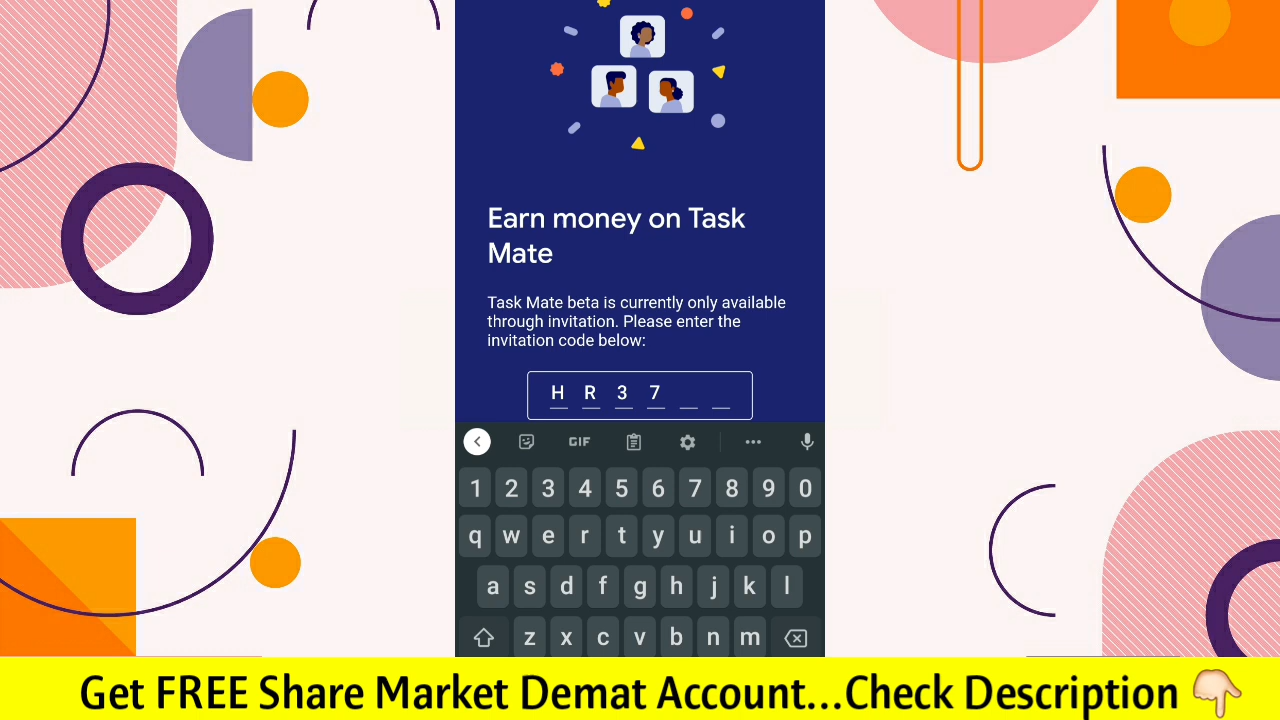 Earn money on Task
Mate
Task Mate beta is currently only available
through invitation. Please enter the
invitation code below:
H R 3 7
GIF
1 2 3 4 5 6 7 8 9 0
q w e r t y u i o p
a s d f g h j k l
z x c v b n m
Get FREE Share Market Demat Account...Check Description